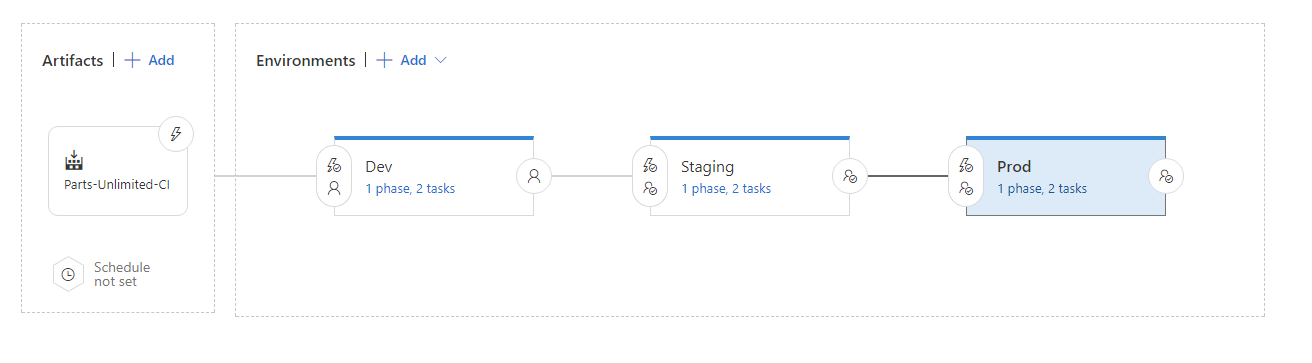 Artifacts | + Add
Parts-Unlimited-CI
Schedule
not set
Environments | + Add
Dev
1 phase, 2 tasks
Staging
1 phase, 2 tasks
Prod
1 phase, 2 tasks